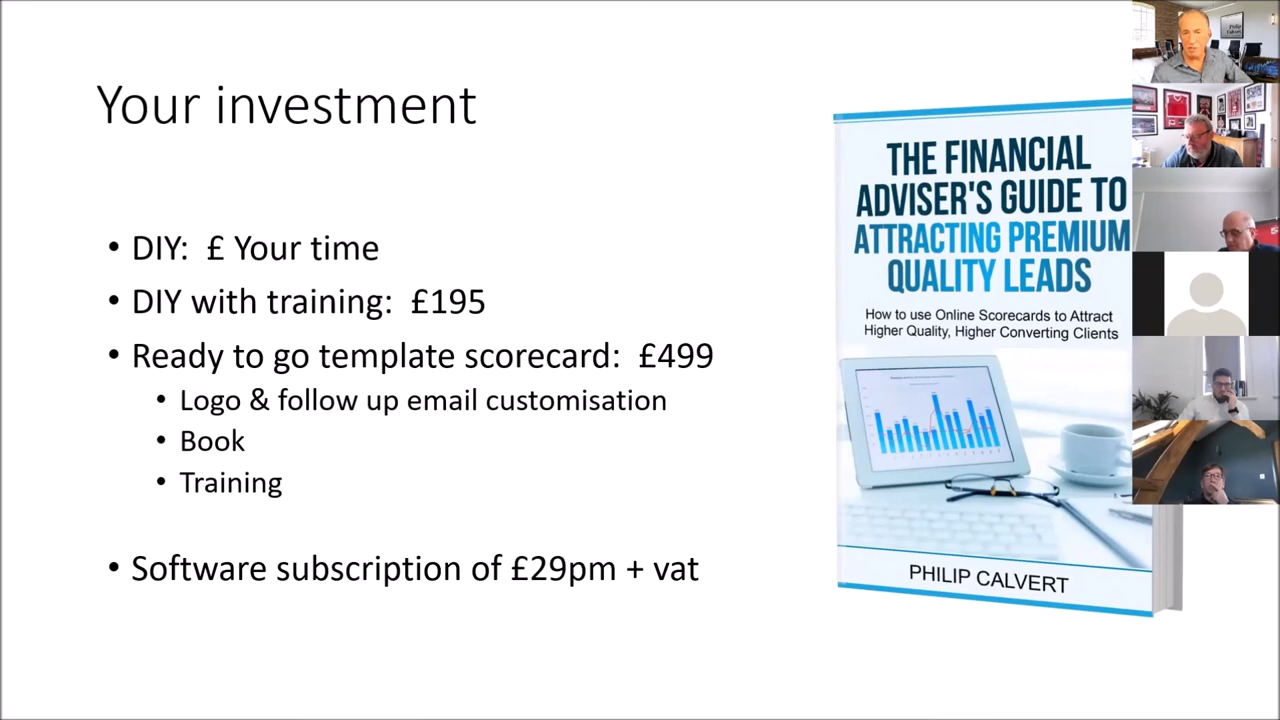 Your investment
• DIY: £ Your time
• DIY with training: £195
• Ready to go template scorecard: £499
• Logo & follow up email customisation
• Book
• Training
• Software subscription of £29pm + vat
THE FINANCIAL
ADVISER'S GUIDE TO
ATTRACTING PREMIUM
QUALITY LEADS
How to use Online Scorecards to Attract
Higher Quality, Higher Converting Clients
PHILIP CALVERT